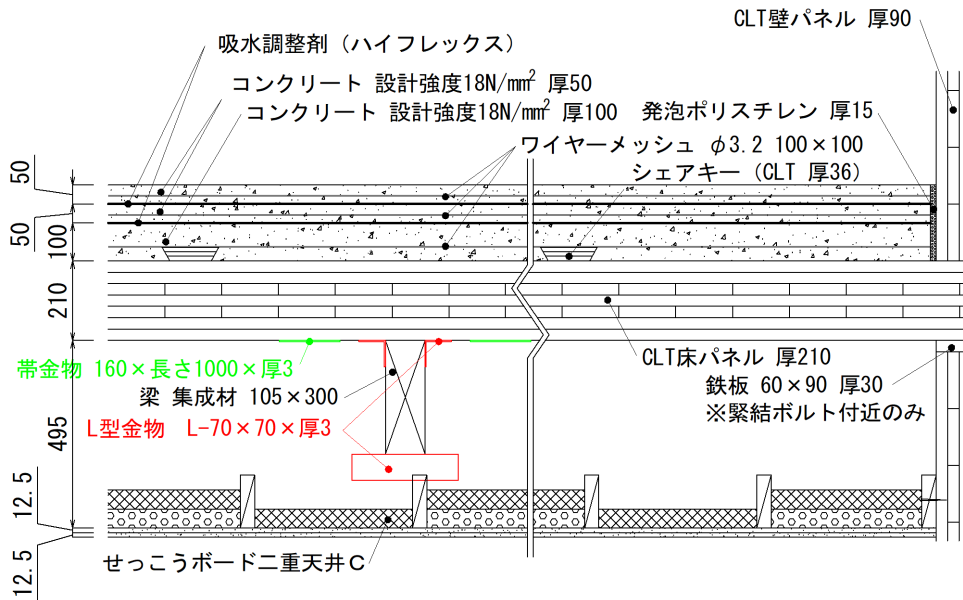 CLT壁パネル 厚90
吸水調整剤（ハイフレックス）
コンクリート 設計強度18N/mm² 厚50
コンクリート 設計強度18N/mm² 厚100
発泡ポリスチレン 厚15
ワイヤーメッシュ φ3.2 100×100
シェアキー（CLT 厚36）
50
50
100
210
495
12.5
12.5
帯金物 160×長さ1000×厚3
梁 集成材 105×300
L型金物 L-70×70×厚3
CLT床パネル 厚210
鉄板 60×90 厚30
※緊結ボルト付近のみ
せっこうボード二重天井C